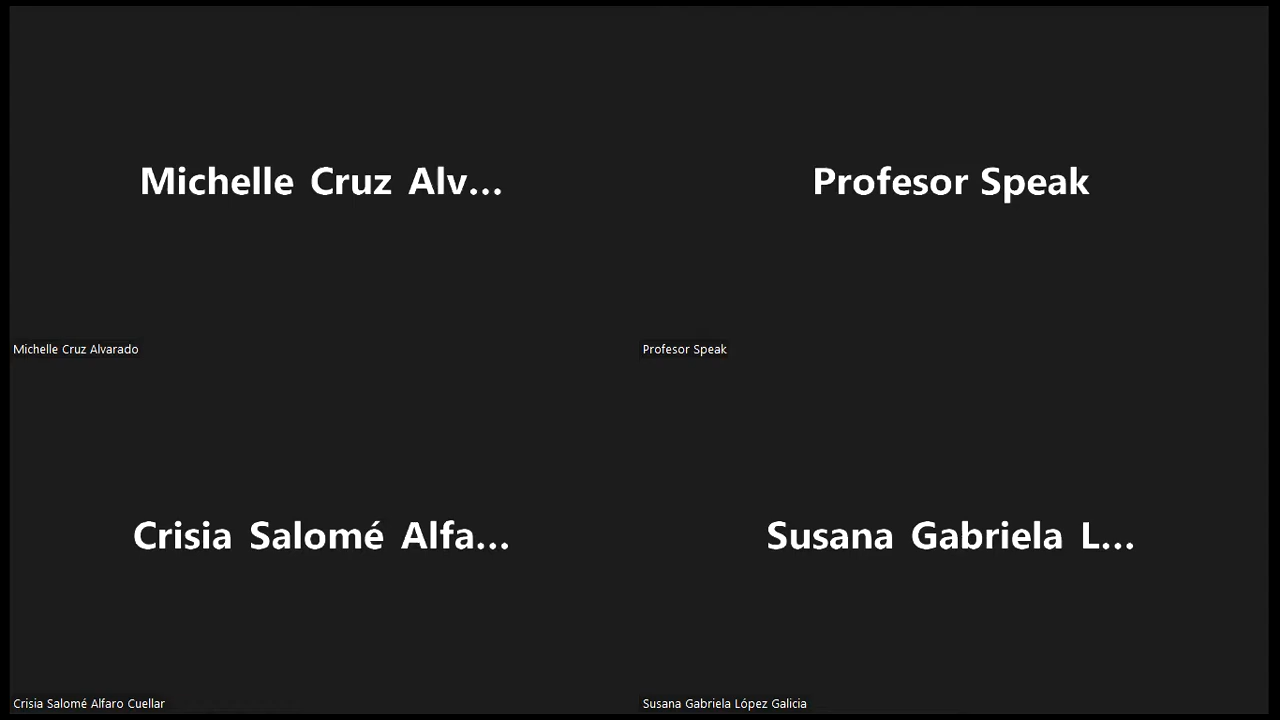 Michelle Cruz Alv...
Profesor Speak
Michelle Cruz Alvarado
Profesor Speak
Crisia Salomé Alfa...
Susana Gabriela L...
Crisia Salomé Alfaro Cuellar
Susana Gabriela López Galicia